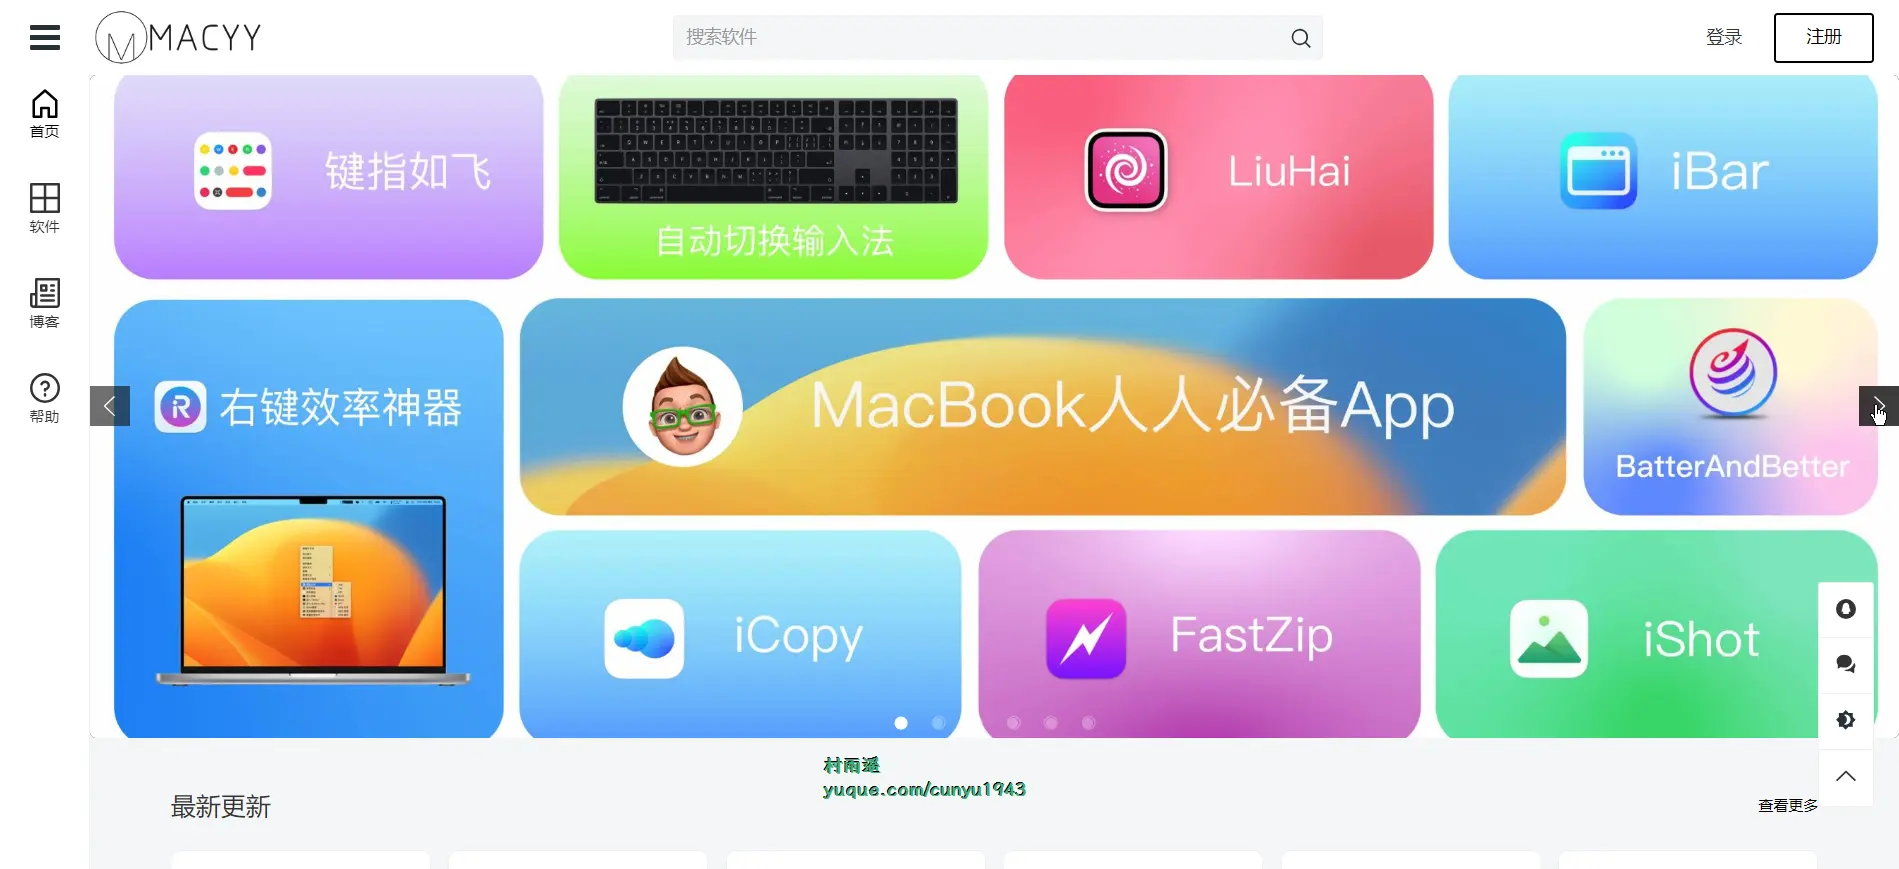 MACYY
搜索软件
登录
注册
首页
软件
博客
帮助
键指如飞
自动切换输入法
LiuHai
iBar
右键效率神器
MacBook人人必备App
BatterAndBetter
iCopy
FastZip
iShot
村雨遥
yuque.com/cunyu1943
最新更新
查看更多